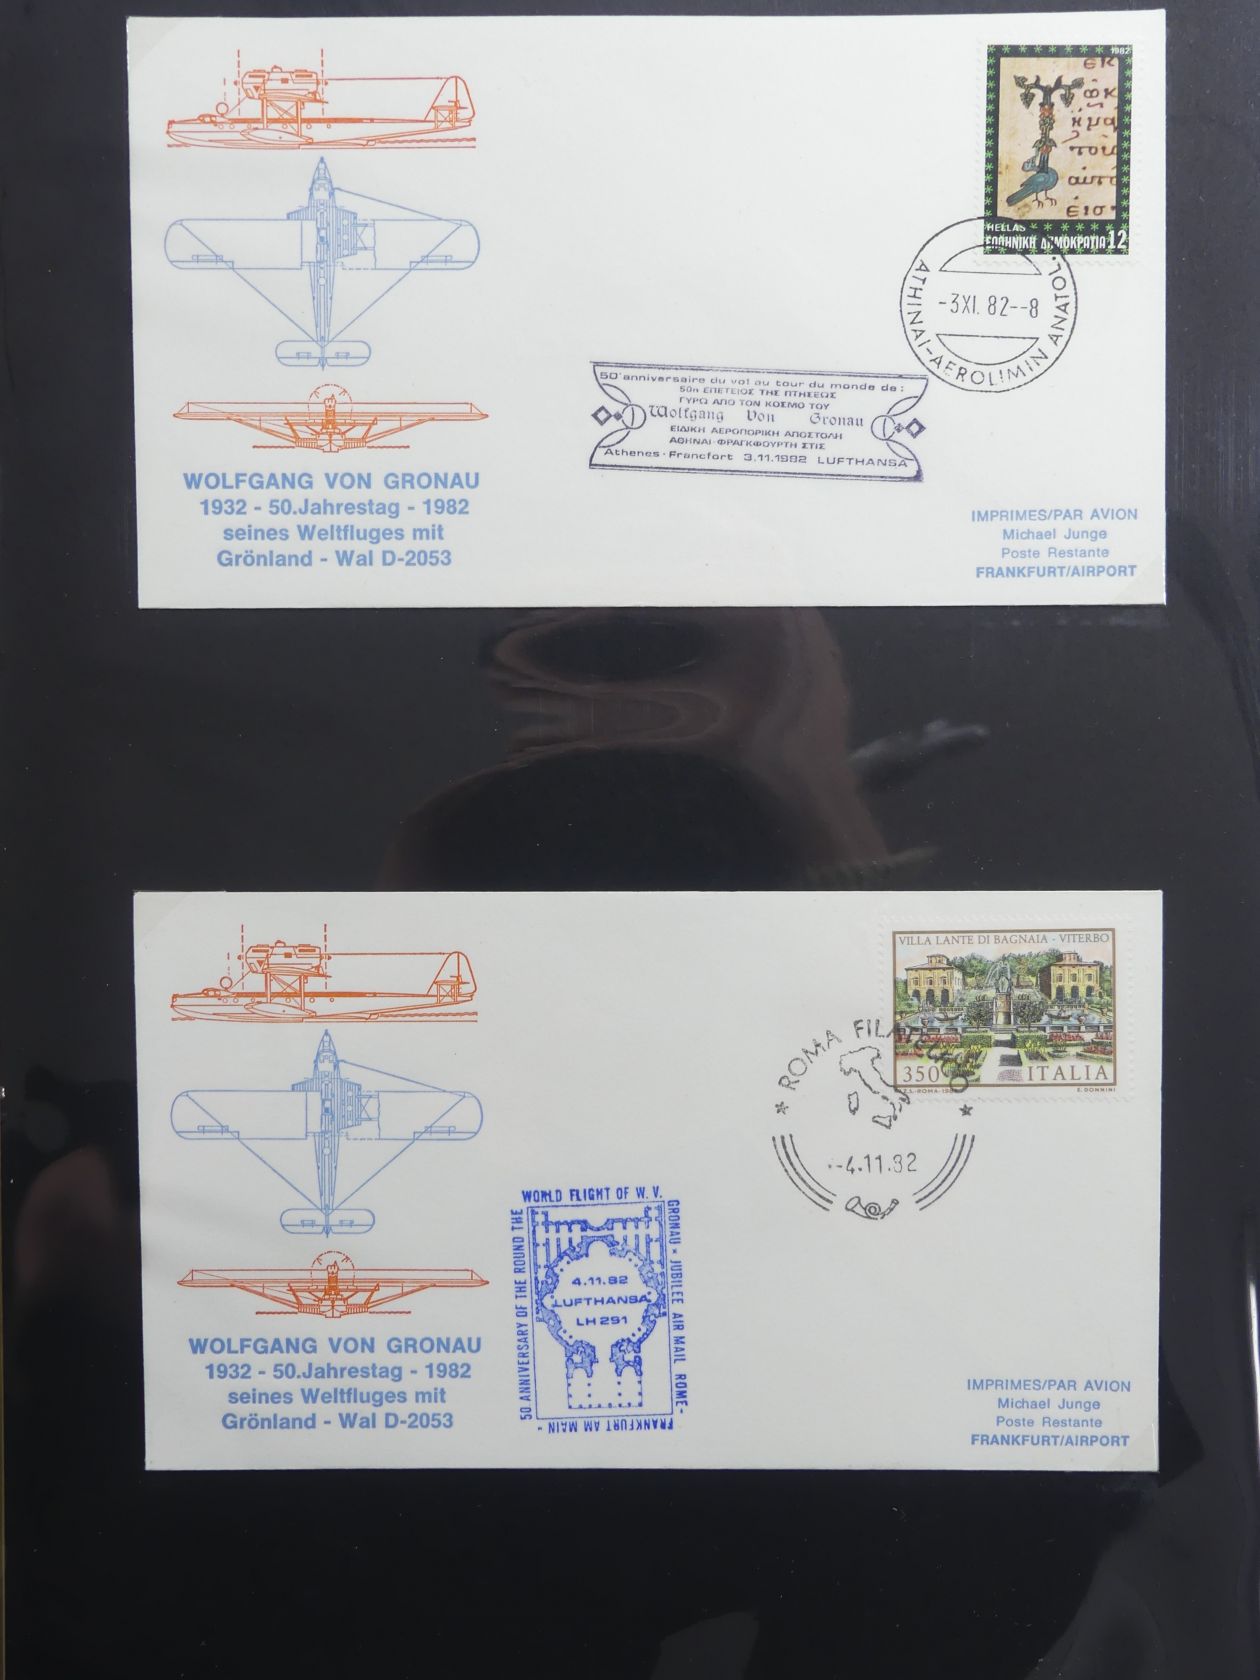 1982
ΕΚ
HELLAS
ΕΛΛΗΝΙΚΗ ΔΗΜΟΚΡΑΤΙΑ 12
ATHINAI-AEROLIMIN ANATOL.
-3XI. 82--8
50 anniversaire du vol au tour du monde de:
50η ΕΠΕΤΕΙΟΣ ΤΗΣ ΠΤΗΣΕΩΣ
ΓΥΡΩ ΑΠΟ ΤΟΝ ΚΟΣΜΟ ΤΟΥ
Wolfgang Von Gronau
ΕΙΔΙΚΗ ΑΕΡΟΠΟΡΙΚΗ ΑΠΟΣΤΟΛΗ
ΑΘΗΝΑΙ-ΦΡΑΓΚΦΟΥΡΤΗ ΣΤΙΣ
Athenes-Francfort 3.11.1982 LUFTHANSA
WOLFGANG VON GRONAU
1932 - 50.Jahrestag - 1982
seines Weltfluges mit
Grönland - Wal D-2053
IMPRIMES/PAR AVION
Michael Junge
Poste Restante
FRANKFURT/AIRPORT
VILLA LANTE DI BAGNAIA - VITERBO
350 ITALIA
E. DONNINI
* ROMA FILATELICO *
-4.11.82
50 ANNIVERSARY OF THE ROUND THE
WORLD FLIGHT OF W. V.
GRONAU × JUBILEE AIR MAIL ROME-
FRANKFURT AM MAIN -
4.11.82
LUFTHANSA
LH 291
WOLFGANG VON GRONAU
1932 - 50.Jahrestag - 1982
seines Weltfluges mit
Grönland - Wal D-2053
IMPRIMES/PAR AVION
Michael Junge
Poste Restante
FRANKFURT/AIRPORT